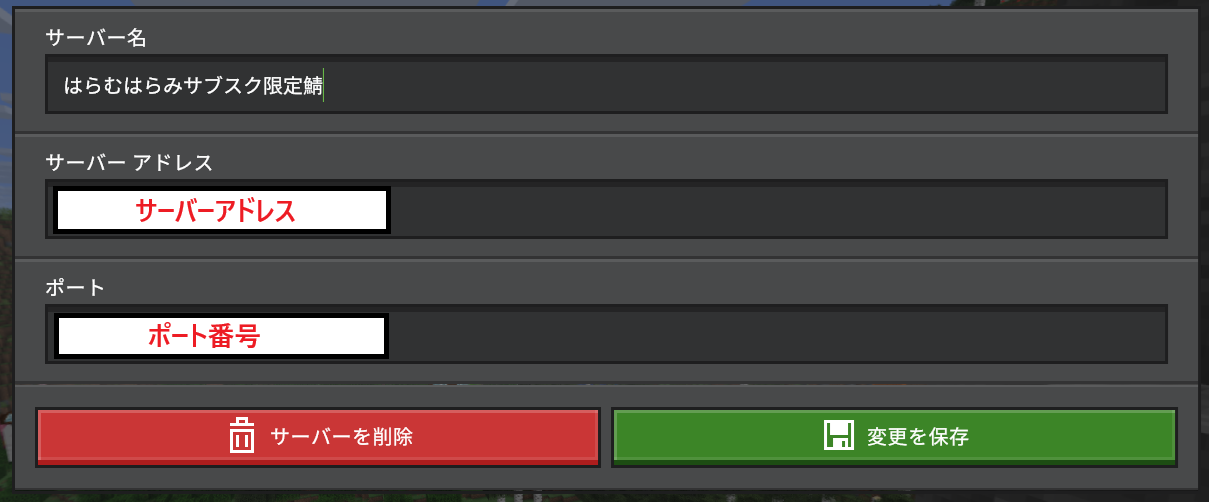 サーバー名
はらむはらみサブスク限定鯖
サーバー アドレス
サーバーアドレス
ポート
ポート番号
サーバーを削除
変更を保存